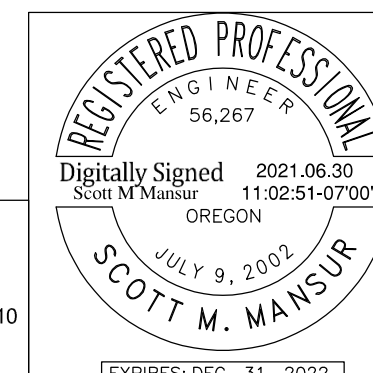 REGISTERED PROFESSIONAL
ENGINEER
56,267
Digitally Signed
Scott M Mansur
2021.06.30
11:02:51-07'00'
OREGON
JULY 9, 2002
SCOTT M. MANSUR
10
EXPIRES: DEC. 31, 2022